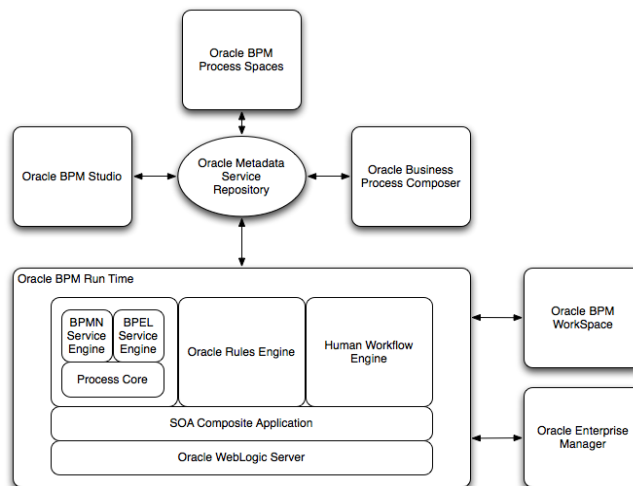 Oracle BPM
Process Spaces
Oracle BPM Studio
Oracle Metadata
Service
Repository
Oracle Business
Process Composer
Oracle BPM Run Time
BPMN
Service
Engine
BPEL
Service
Engine
Process Core
Oracle Rules Engine
Human Workflow
Engine
SOA Composite Application
Oracle WebLogic Server
Oracle BPM
WorkSpace
Oracle Enterprise
Manager